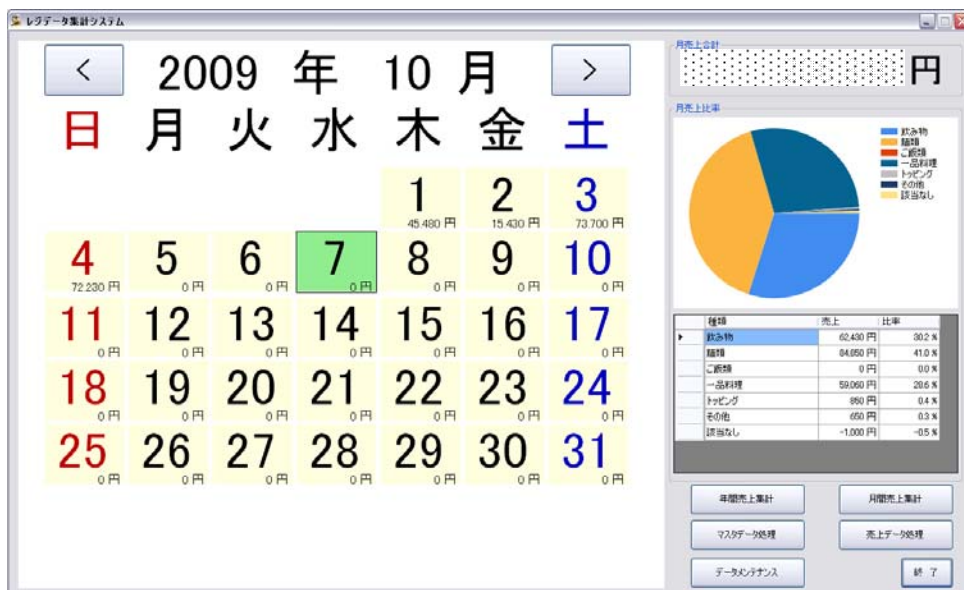 レジデータ集計システム
< 2009 年 10 月 >
日 月 火 水 木 金 土
1 2 3
45,480 円 15,430 円 73,700 円
4 5 6 7 8 9 10
72,230 円 0 円 0 円 0 円 0 円 0 円 0 円
11 12 13 14 15 16 17
0 円 0 円 0 円 0 円 0 円 0 円 0 円
18 19 20 21 22 23 24
0 円 0 円 0 円 0 円 0 円 0 円 0 円
25 26 27 28 29 30 31
0 円 0 円 0 円 0 円 0 円 0 円 0 円
月売上合計
円
月売上比率
飲み物
麺類
ご飯類
一品料理
トッピング
その他
該当なし
種類 売上 比率
飲み物 62,430 円 30.2 %
麺類 84,850 円 41.0 %
ご飯類 0 円 0.0 %
一品料理 59,060 円 28.6 %
トッピング 850 円 0.4 %
その他 650 円 0.3 %
該当なし -1,000 円 -0.5 %
年間売上集計 月間売上集計
マスタデータ処理 売上データ処理
データメンテナンス 終 了